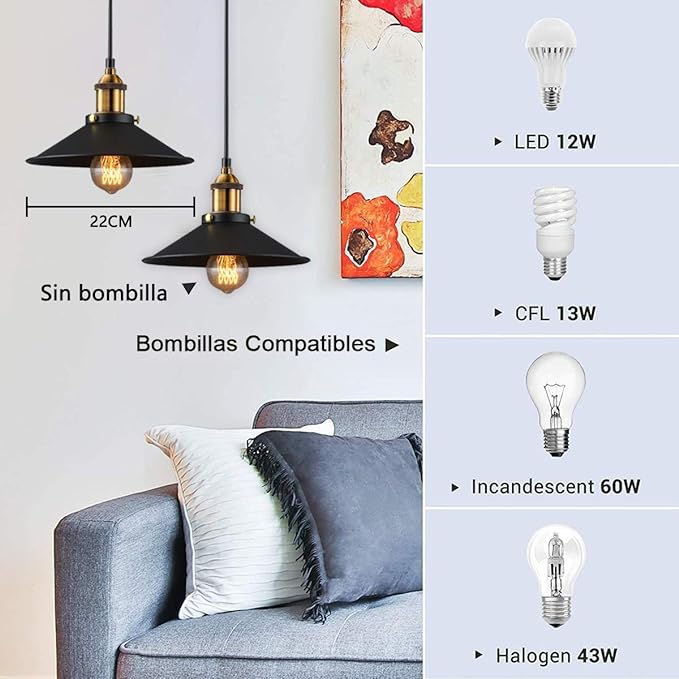 22CM
Sin bombilla
Bombillas Compatibles
LED 12W
CFL 13W
Incandescent 60W
Halogen 43W